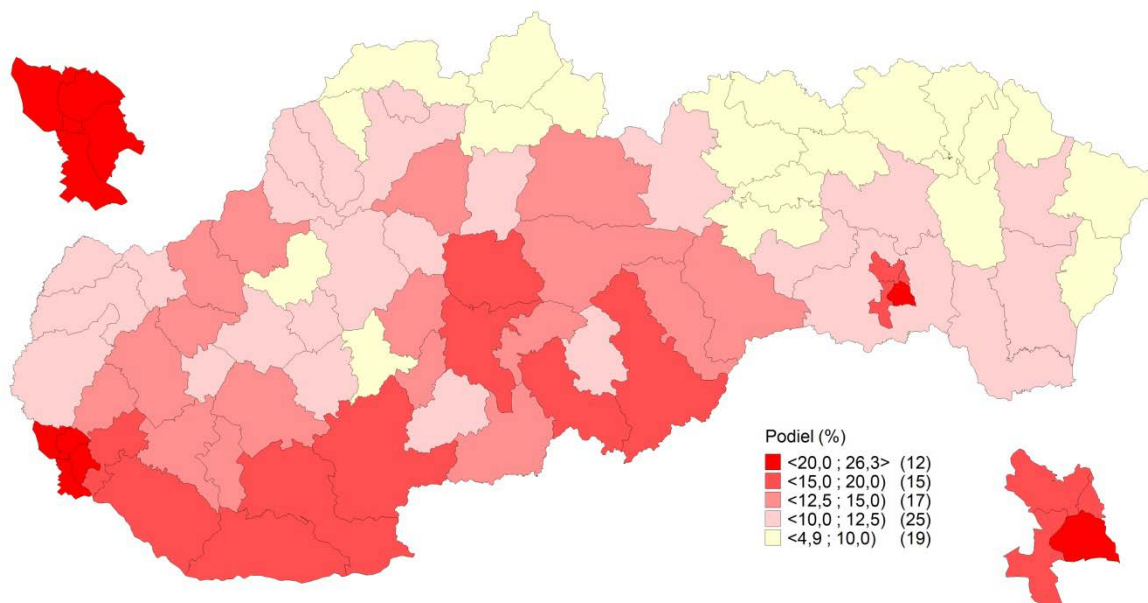 Podiel (%)
<20,0 ; 26,3> (12)
<15,0 ; 20,0) (15)
<12,5 ; 15,0) (17)
<10,0 ; 12,5) (25)
<4,9 ; 10,0) (19)